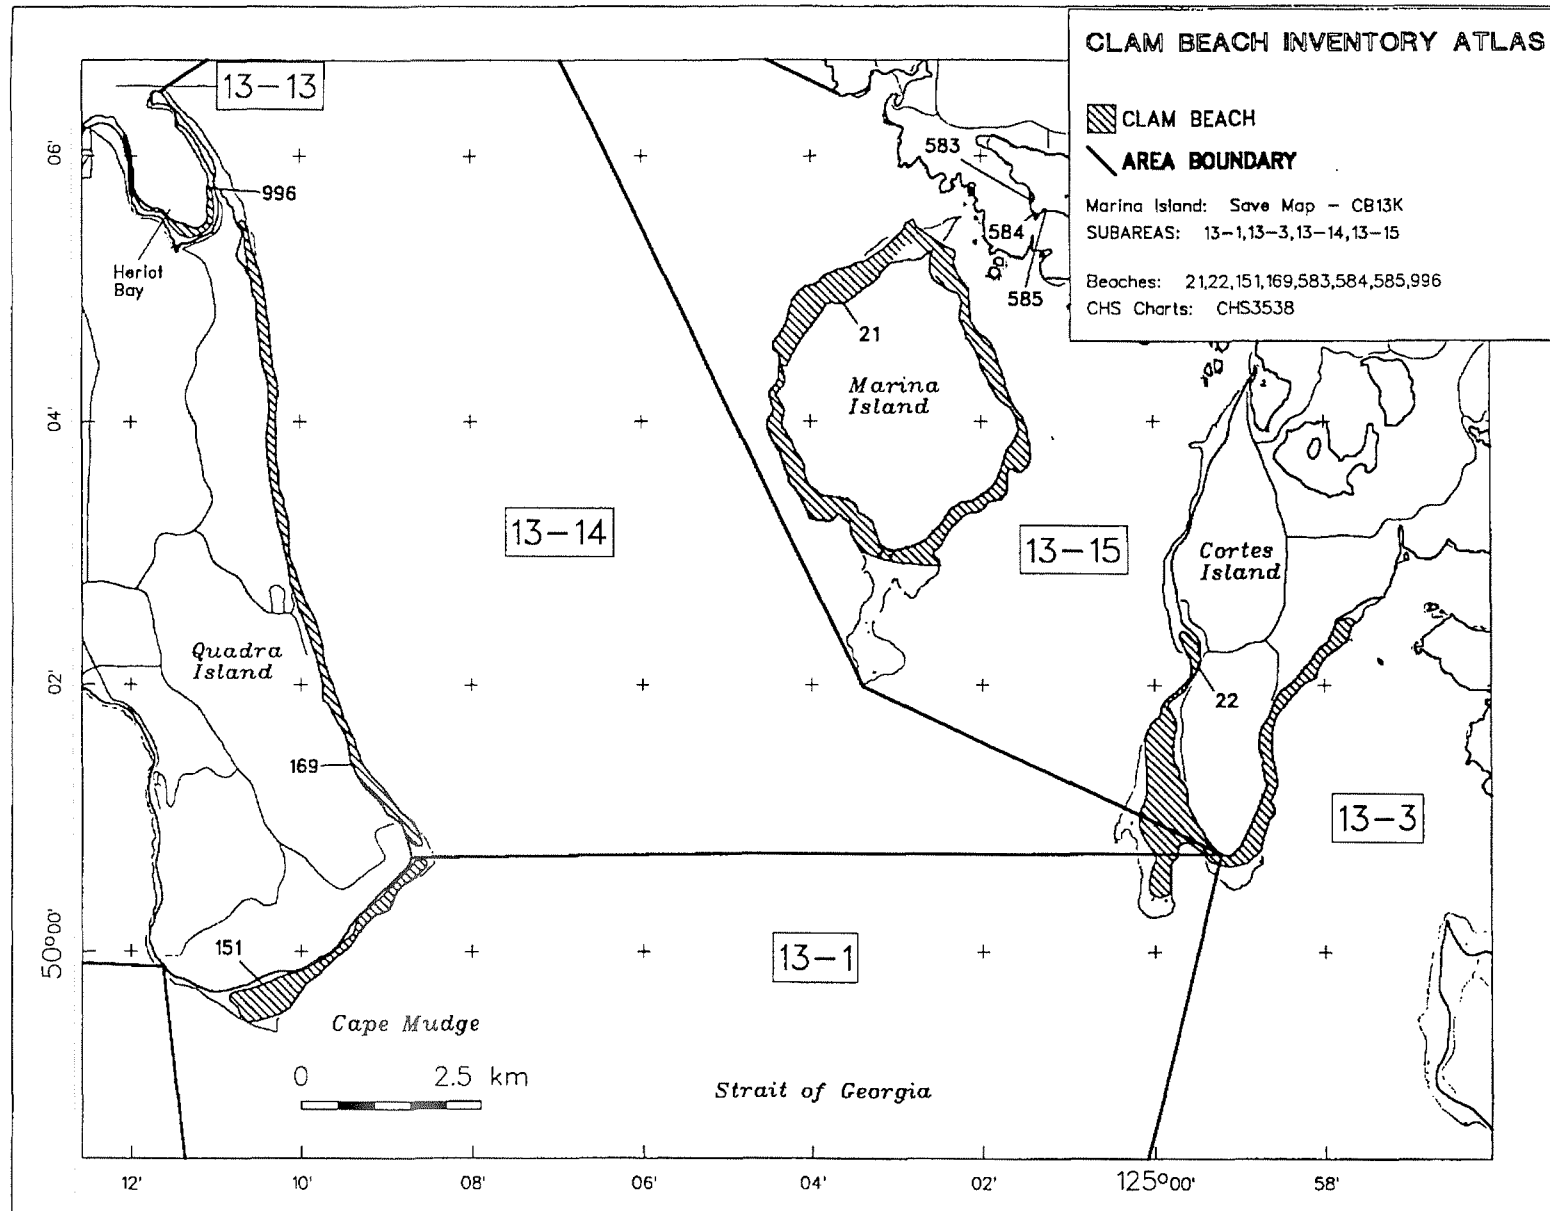 CLAM BEACH INVENTORY ATLAS
CLAM BEACH
AREA BOUNDARY
Marina Island: Save Map - CB13K
SUBAREAS: 13-1,13-3,13-14,13-15
Beaches: 21,22,151,169,583,584,585,996
CHS Charts: CHS3538
13-13
06'
583
996
584
Heriot
Bay
585
21
Marina
Island
04'
13-14
13-15
Cortes
Island
Quadra
Island
02'
22
169
13-3
151
50°00'
13-1
Cape Mudge
0 2.5 km
Strait of Georgia
12' 10' 08' 06' 04' 02' 125°00' 58'